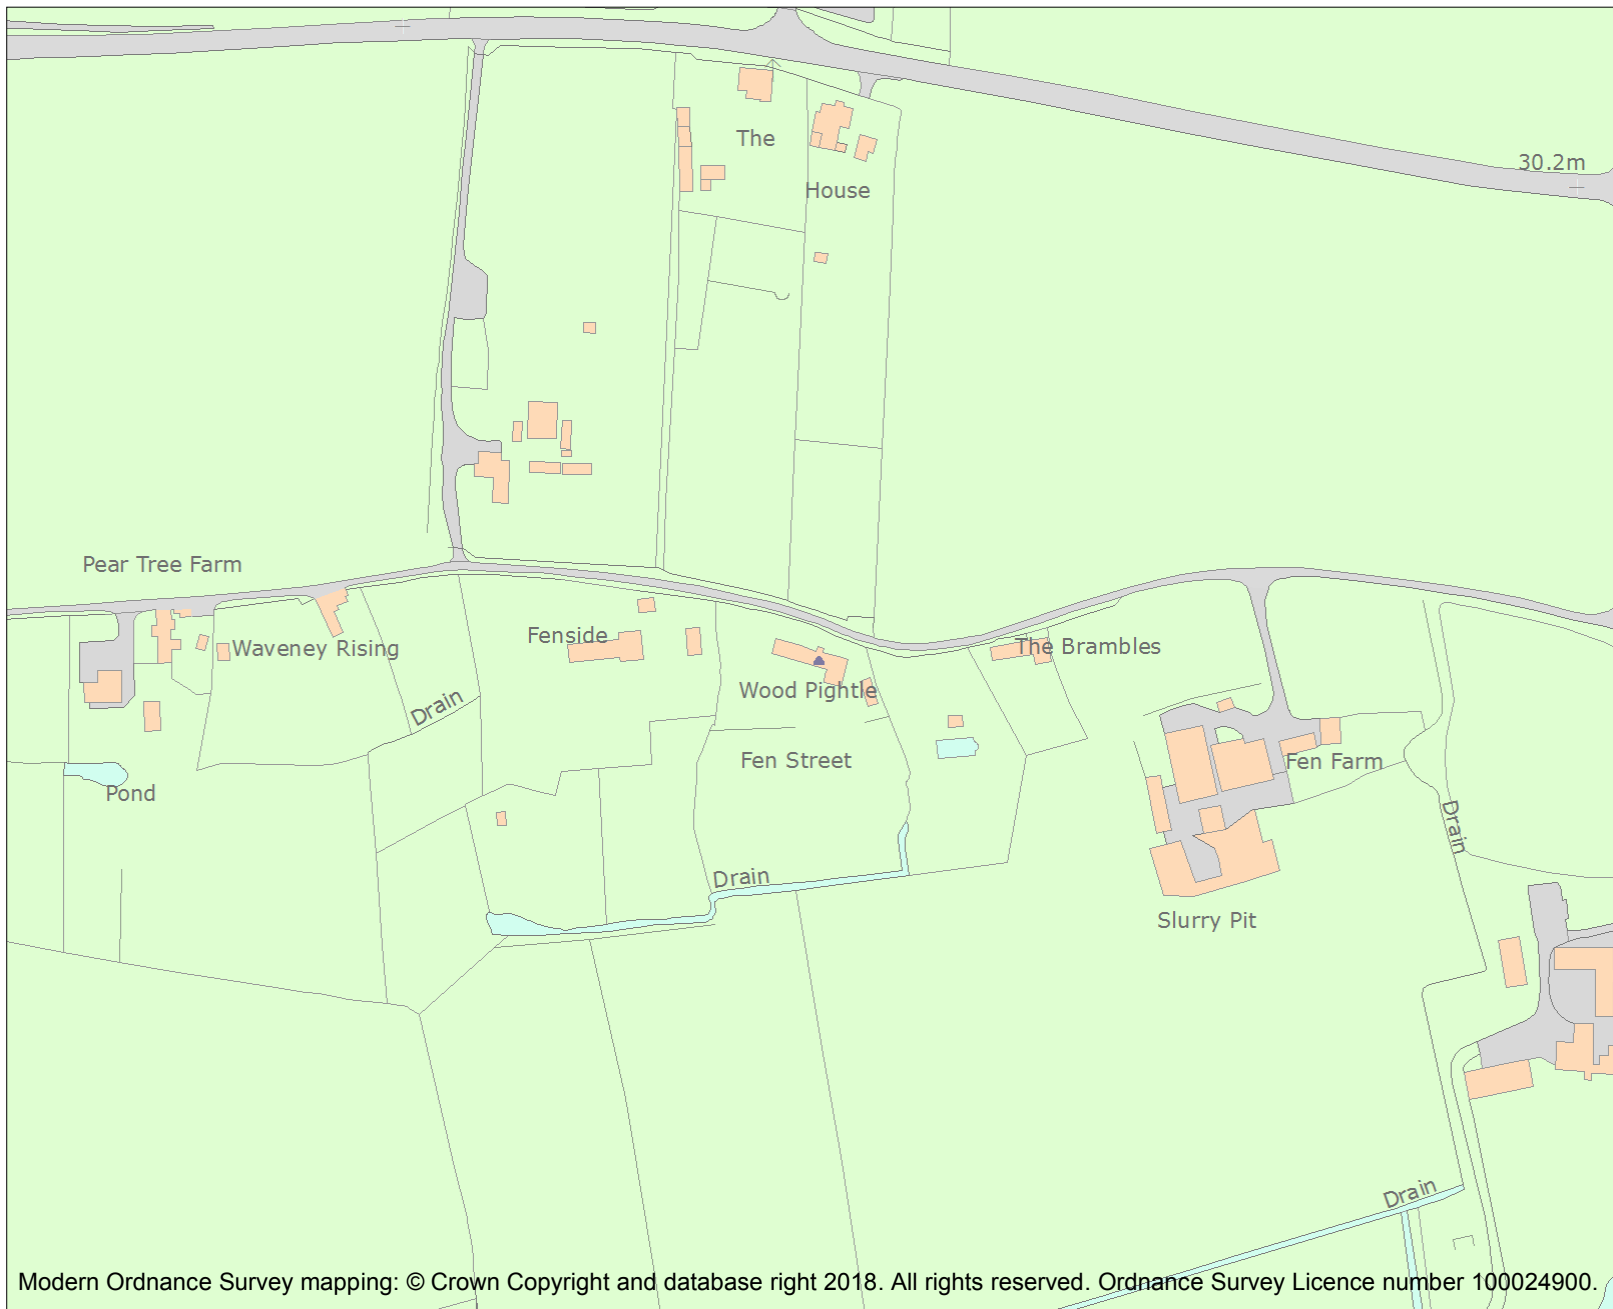 The
30.2m
House
Pear Tree Farm
Fenside
Waveney Rising
The Brambles
Wood Pightle
Drain
Fen Street
Fen Farm
Pond
Drain
Drain
Slurry Pit
Drain
Modern Ordnance Survey mapping: © Crown Copyright and database right 2018. All rights reserved. Ordnance Survey Licence number 100024900.